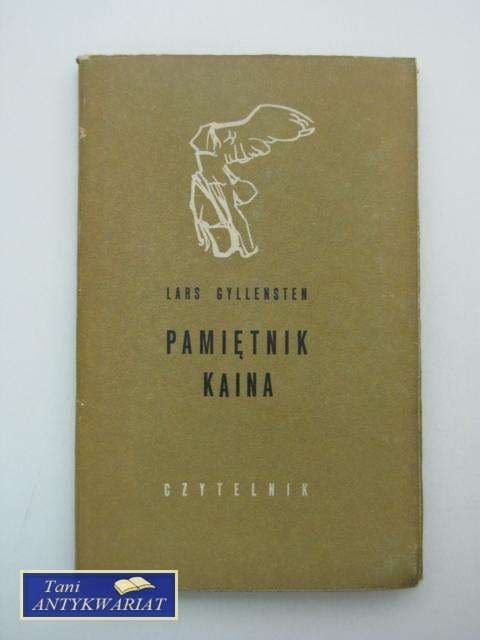 LARS GYLLENSTEN
PAMIĘTNIK
KAINA
CZYTELNIK
Tani
ANTYKWARIAT